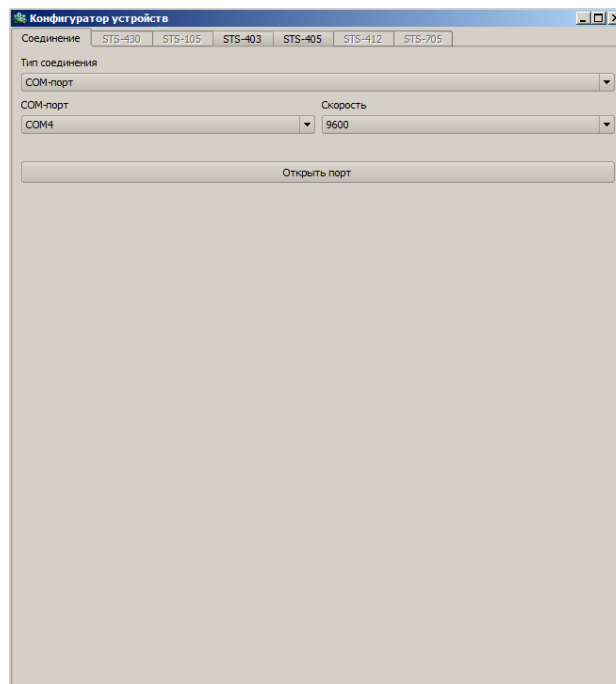 Конфигуратор устройств
Соединение STS-430 STS-105 STS-403 STS-405 STS-412 STS-705
Тип соединения
COM-порт
COM-порт Скорость
COM4 9600
Открыть порт